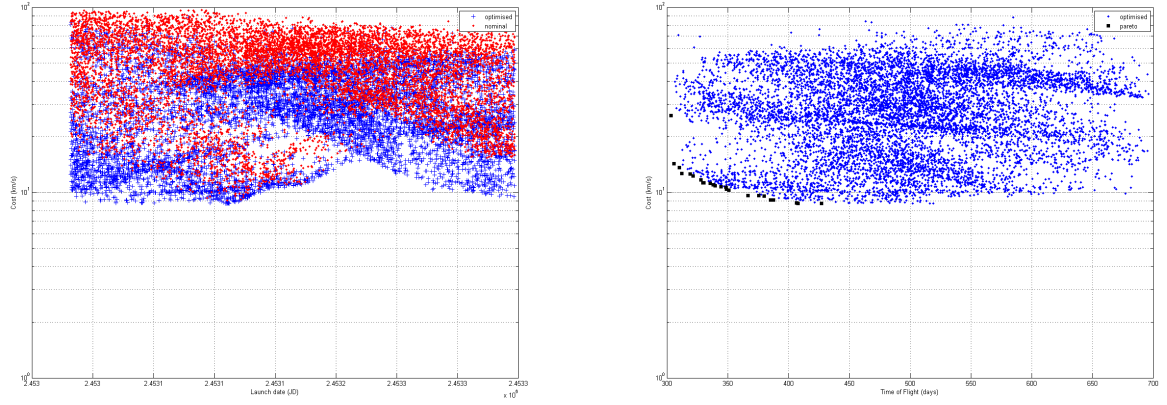 10²
optimised
nominal
Cost (km/s)
10¹
10⁰
2.453
2.453
2.4531
2.4531
2.4531
2.4532
2.4533
2.4533
2.4533
Launch date (JD)
x 10⁶
10²
optimised
pareto
Cost (km/s)
10¹
10⁰
300
350
400
450
500
550
600
650
700
Time of Flight (days)